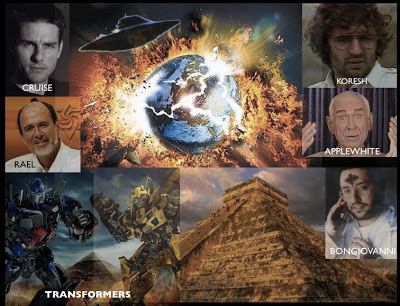 CRUISE
KORESH
RAEL
APPLEWHITE
BONGIOVANNI
TRANSFORMERS